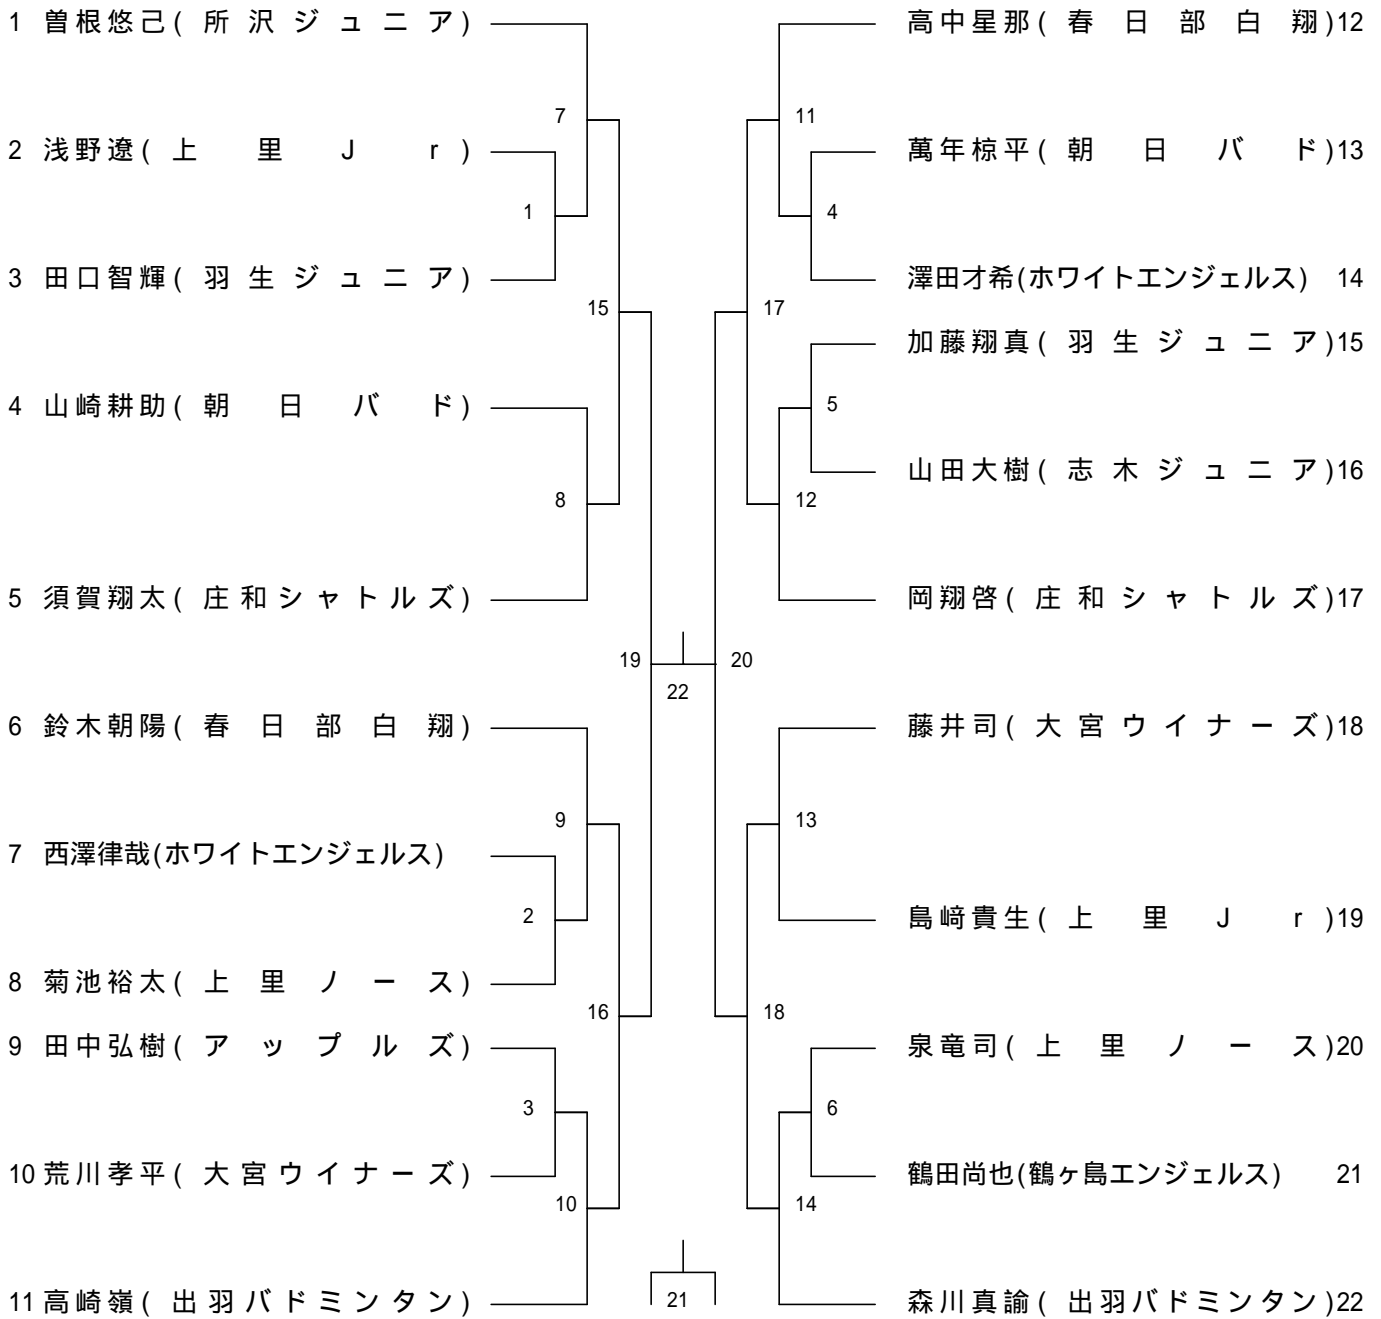 1 曽根悠己(所沢ジュニア)
2 浅野遼(上里Jr)
3 田口智輝(羽生ジュニア)
4 山崎耕助(朝日バド)
5 須賀翔太(庄和シャトルズ)
6 鈴木朝陽(春日部白翔)
7 西澤律哉(ホワイトエンジェルス)
8 菊池裕太(上里ノース)
9 田中弘樹(アップルズ)
10 荒川孝平(大宮ウイナーズ)
11 高崎嶺(出羽バドミンタン)
7
1
15
8
19
9
2
16
3
10
22
21
11
4
17
5
12
20
13
18
6
14
高中星那(春日部白翔)12
萬年椋平(朝日バド)13
澤田才希(ホワイトエンジェルス) 14
加藤翔真(羽生ジュニア)15
山田大樹(志木ジュニア)16
岡翔啓(庄和シャトルズ)17
藤井司(大宮ウイナーズ)18
島﨑貴生(上里Jr)19
泉竜司(上里ノース)20
鶴田尚也(鶴ヶ島エンジェルス) 21
森川真諭(出羽バドミンタン)22